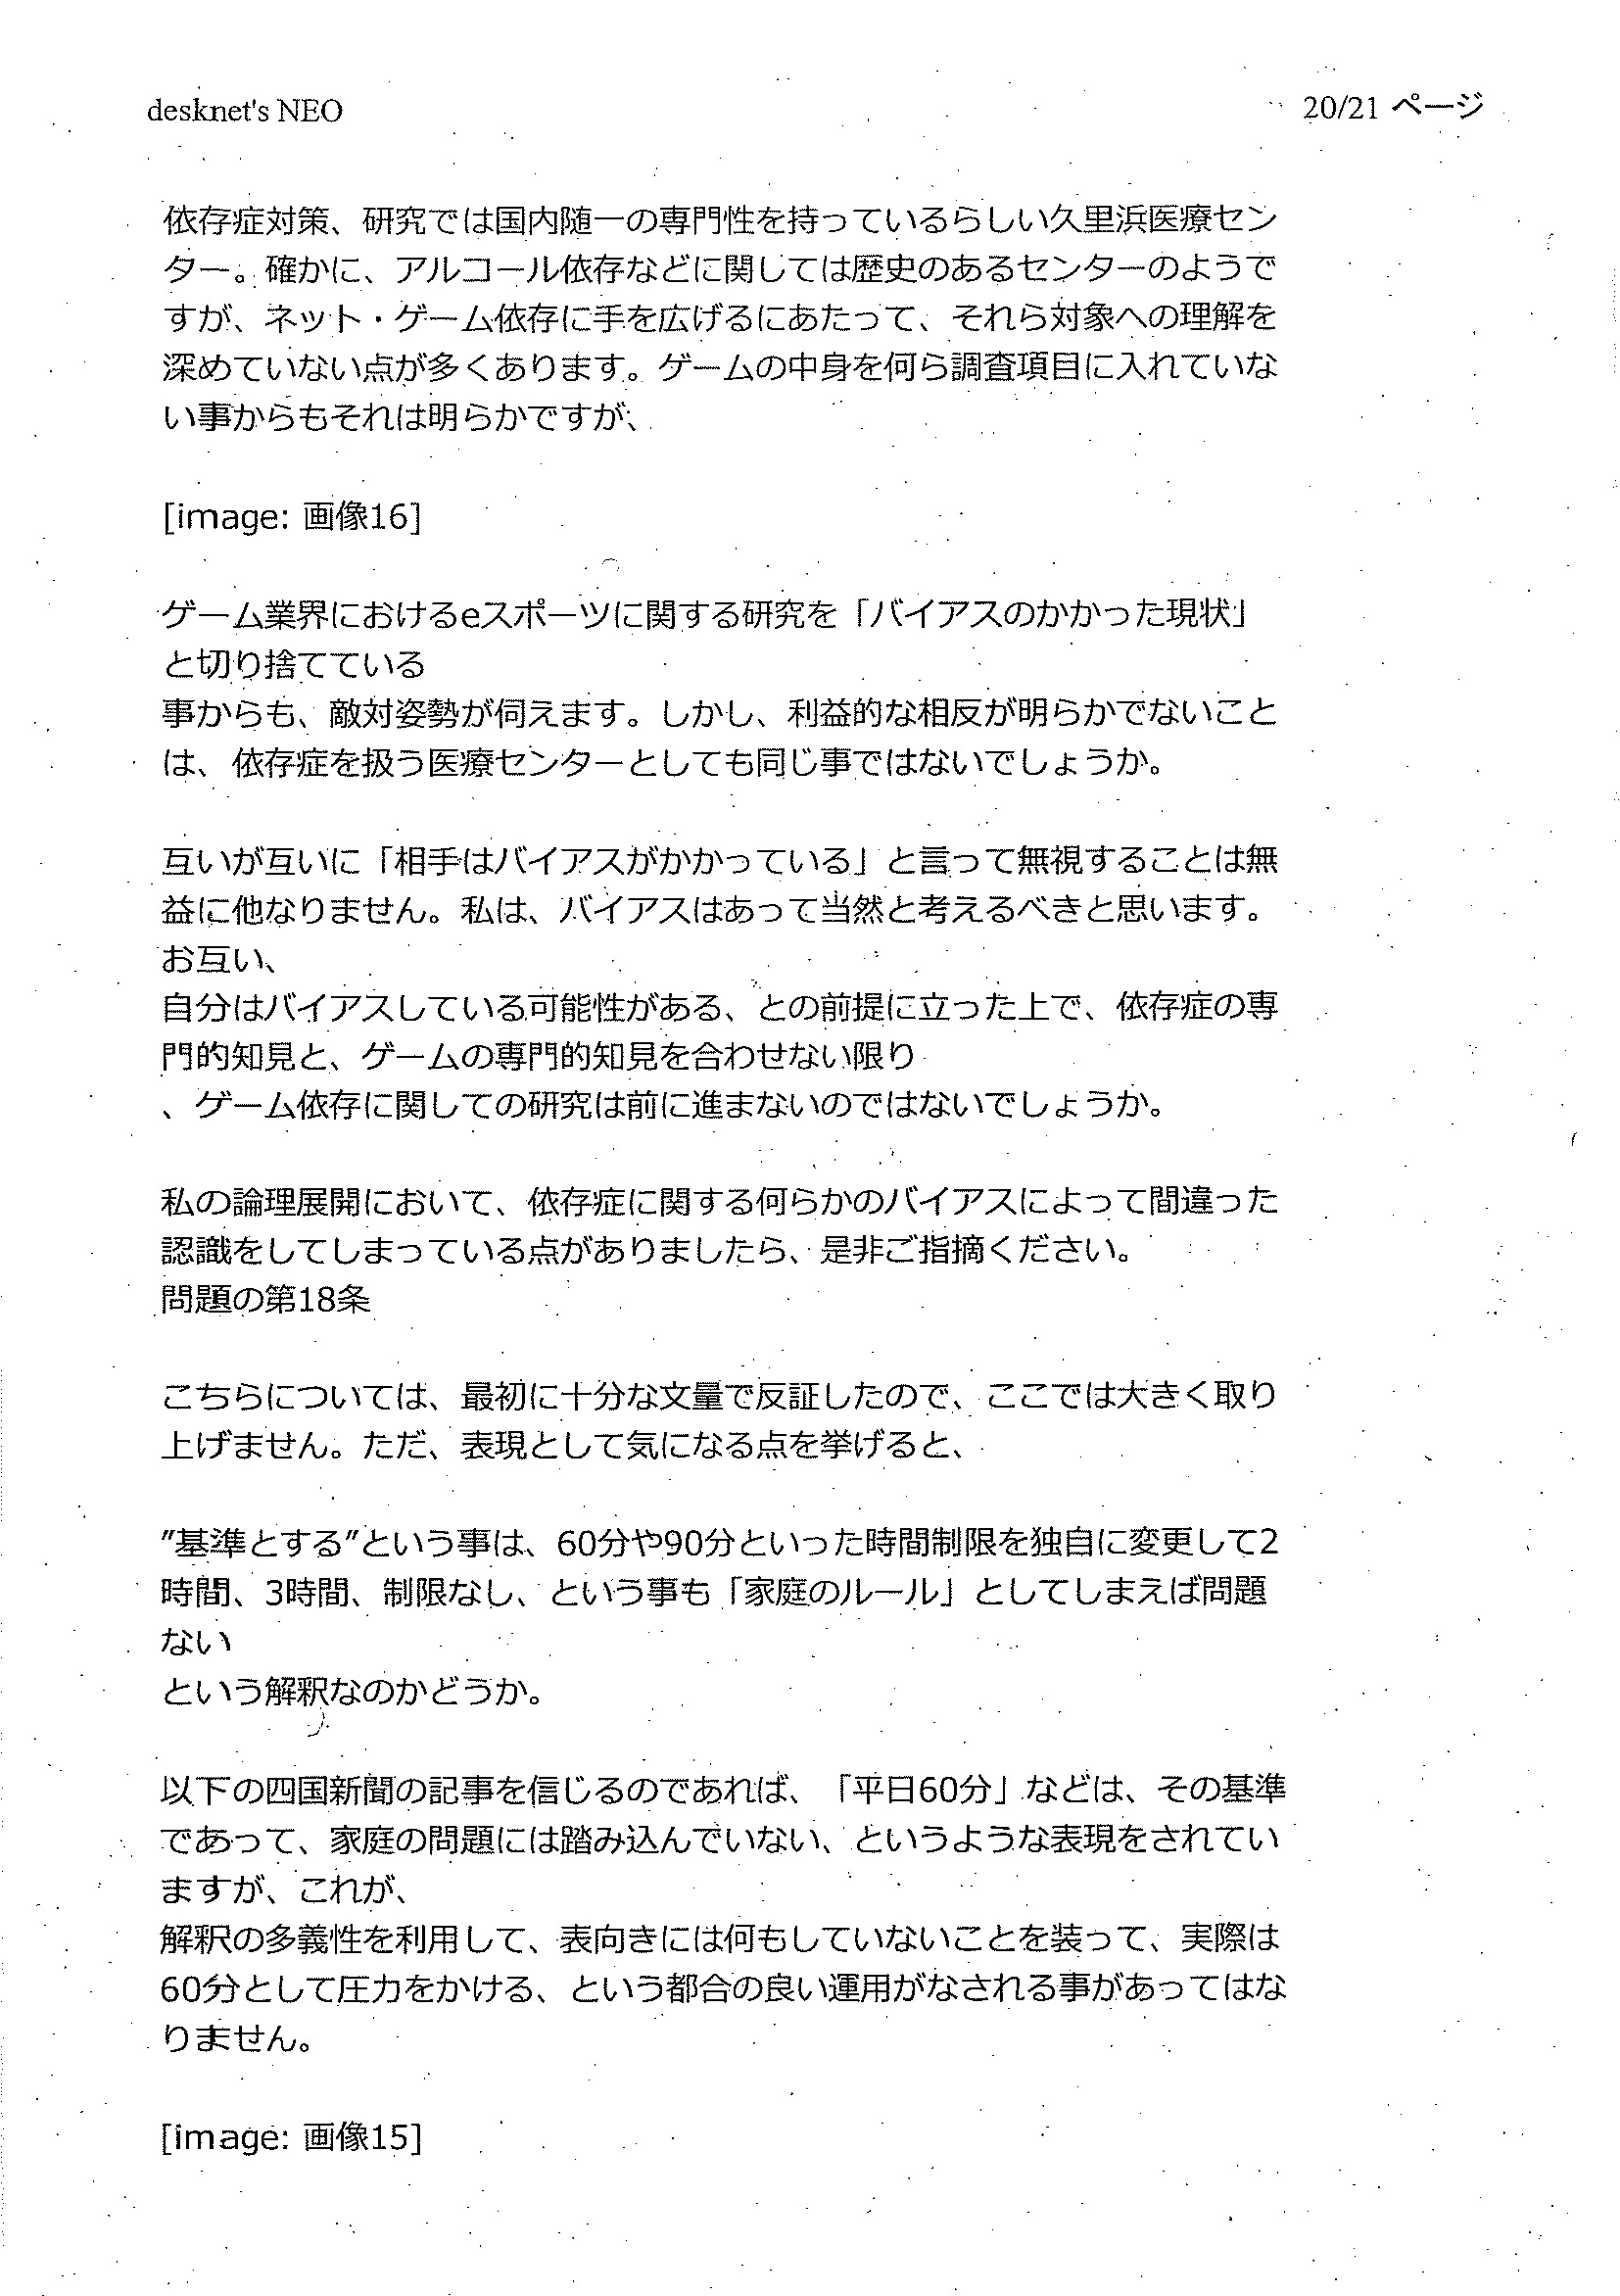 desknet's NEO
20/21 ページ
依存症対策、研究では国内随一の専門性を持っているらしい久里浜医療セン
ター。確かに、アルコール依存などに関しては歴史のあるセンターのようで
すが、ネット・ゲーム依存に手を広げるにあたって、それら対象への理解を
深めていない点が多くあります。ゲームの中身を何ら調査項目に入れていな
い事からもそれは明らかですが、
[image: 画像16]
ゲーム業界におけるeスポーツに関する研究を「バイアスのかかった現状」
と切り捨てている
事からも、敵対姿勢が伺えます。しかし、利益的な相反が明らかでないこと
は、依存症を扱う医療センターとしても同じ事ではないでしょうか。
互いが互いに「相手はバイアスがかかっている」と言って無視することは無
益に他なりません。私は、バイアスはあって当然と考えるべきと思います。
お互い、
自分はバイアスしている可能性がある、との前提に立った上で、依存症の専
門的知見と、ゲームの専門的知見を合わせない限り
、ゲーム依存に関しての研究は前に進まないのではないでしょうか。
私の論理展開において、依存症に関する何らかのバイアスによって間違った
認識をしてしまっている点がありましたら、是非ご指摘ください。
問題の第18条
こちらについては、最初に十分な文量で反証したので、ここでは大きく取り
上げません。ただ、表現として気になる点を挙げると、
”基準とする”という事は、60分や90分といった時間制限を独自に変更して2
時間、3時間、制限なし、という事も「家庭のルール」としてしまえば問題
ない
という解釈なのかどうか。
以下の四国新聞の記事を信じるのであれば、「平日60分」などは、その基準
であって、家庭の問題には踏み込んでいない、というような表現をされてい
ますが、これが、
解釈の多義性を利用して、表向きには何もしていないことを装って、実際は
60分として圧力をかける、という都合の良い運用がなされる事があってはな
りません。
[image: 画像15]